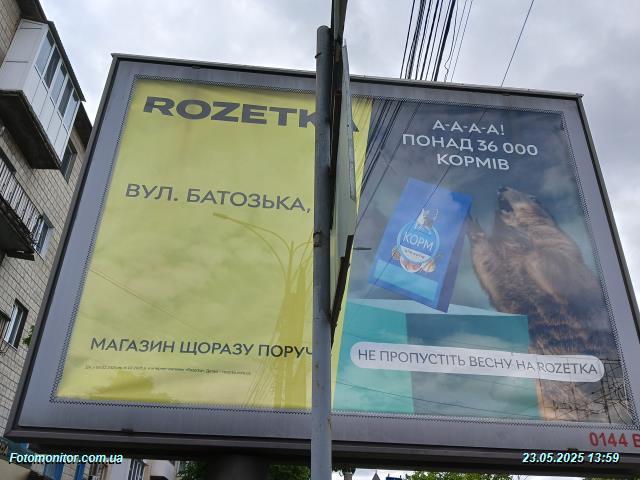 ROZETKA
ВУЛ. БАТОЗЬКА,
МАГАЗИН ЩОРАЗУ ПОРУЧ
А-А-А-А!
ПОНАД 36 000
КОРМІВ
КОРМ
НЕ ПРОПУСТІТЬ ВЕСНУ НА ROZETKA
0144 B
Fotomonitor.com.ua
23.05.2025 13:59